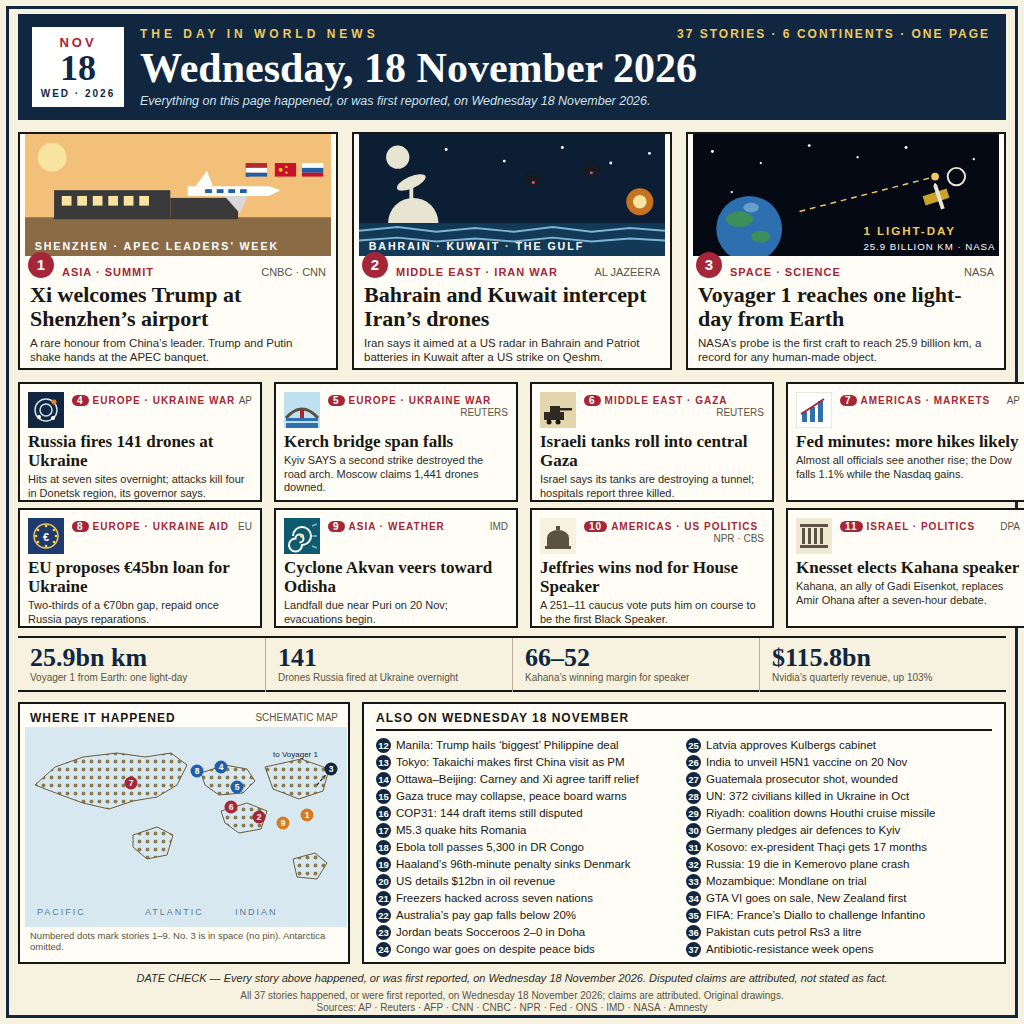 NOV
18
WED · 2026
THE DAY IN WORLD NEWS
37 STORIES · 6 CONTINENTS · ONE PAGE
Wednesday, 18 November 2026
Everything on this page happened, or was first reported, on Wednesday 18 November 2026.
SHENZHEN · APEC LEADERS' WEEK
1
ASIA · SUMMIT
CNBC · CNN
Xi welcomes Trump at
Shenzhen’s airport
A rare honour from China’s leader. Trump and Putin
shake hands at the APEC banquet.
BAHRAIN · KUWAIT · THE GULF
2
MIDDLE EAST · IRAN WAR
AL JAZEERA
Bahrain and Kuwait intercept
Iran’s drones
Iran says it aimed at a US radar in Bahrain and Patriot
batteries in Kuwait after a US strike on Qeshm.
1 LIGHT-DAY
25.9 BILLION KM · NASA
3
SPACE · SCIENCE
NASA
Voyager 1 reaches one light-
day from Earth
NASA’s probe is the first craft to reach 25.9 billion km, a
record for any human-made object.
4 EUROPE · UKRAINE WAR AP
Russia fires 141 drones at
Ukraine
Hits at seven sites overnight; attacks kill four
in Donetsk region, its governor says.
5 EUROPE · UKRAINE WAR
REUTERS
Kerch bridge span falls
Kyiv SAYS a second strike destroyed the
road arch. Moscow claims 1,441 drones
downed.
6 MIDDLE EAST · GAZA
REUTERS
Israeli tanks roll into central
Gaza
Israel says its tanks are destroying a tunnel;
hospitals report three killed.
7 AMERICAS · MARKETS AP
Fed minutes: more hikes likely
Almost all officials see another rise; the Dow
falls 1.1% while the Nasdaq gains.
€
8 EUROPE · UKRAINE AID EU
EU proposes €45bn loan for
Ukraine
Two-thirds of a €70bn gap, repaid once
Russia pays reparations.
9 ASIA · WEATHER IMD
Cyclone Akvan veers toward
Odisha
Landfall due near Puri on 20 Nov;
evacuations begin.
10 AMERICAS · US POLITICS
NPR · CBS
Jeffries wins nod for House
Speaker
A 251–11 caucus vote puts him on course to
be the first Black Speaker.
11 ISRAEL · POLITICS DPA
Knesset elects Kahana speaker
Kahana, an ally of Gadi Eisenkot, replaces
Amir Ohana after a seven-hour debate.
25.9bn km
Voyager 1 from Earth: one light-day
141
Drones Russia fired at Ukraine overnight
66–52
Kahana’s winning margin for speaker
$115.8bn
Nvidia’s quarterly revenue, up 103%
WHERE IT HAPPENED
SCHEMATIC MAP
to Voyager 1
3
8
4
7
5
6
2
9
1
PACIFIC
ATLANTIC
INDIAN
Numbered dots mark stories 1–9. No. 3 is in space (no pin). Antarctica
omitted.
ALSO ON WEDNESDAY 18 NOVEMBER
12 Manila: Trump hails ‘biggest’ Philippine deal
13 Tokyo: Takaichi makes first China visit as PM
14 Ottawa–Beijing: Carney and Xi agree tariff relief
15 Gaza truce may collapse, peace board warns
16 COP31: 144 draft items still disputed
17 M5.3 quake hits Romania
18 Ebola toll passes 5,300 in DR Congo
19 Haaland’s 96th-minute penalty sinks Denmark
20 US details $12bn in oil revenue
21 Freezers hacked across seven nations
22 Australia’s pay gap falls below 20%
23 Jordan beats Socceroos 2–0 in Doha
24 Congo war goes on despite peace bids
25 Latvia approves Kulbergs cabinet
26 India to unveil H5N1 vaccine on 20 Nov
27 Guatemala prosecutor shot, wounded
28 UN: 372 civilians killed in Ukraine in Oct
29 Riyadh: coalition downs Houthi cruise missile
30 Germany pledges air defences to Kyiv
31 Kosovo: ex-president Thaçi gets 17 months
32 Russia: 19 die in Kemerovo plane crash
33 Mozambique: Mondlane on trial
34 GTA VI goes on sale, New Zealand first
35 FIFA: France’s Diallo to challenge Infantino
36 Pakistan cuts petrol Rs3 a litre
37 Antibiotic-resistance week opens
DATE CHECK — Every story above happened, or was first reported, on Wednesday 18 November 2026. Disputed claims are attributed, not stated as fact.
All 37 stories happened, or were first reported, on Wednesday 18 November 2026; claims are attributed. Original drawings.
Sources: AP · Reuters · AFP · CNN · CNBC · NPR · Fed · ONS · IMD · NASA · Amnesty